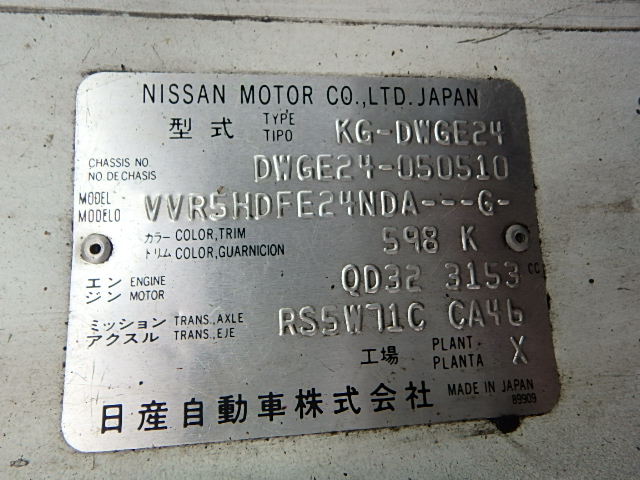 NISSAN MOTOR CO.,LTD. JAPAN
型式 TYPE TIPO KG-DWGE24
CHASSIS NO. NO. DE CHASIS DWGE24-050510
MODEL MODELO VVR5HDFE24NDA---G-
カラー COLOR,TRIM
トリム COLOR,GUARNICION 598 K
エンジン ENGINE MOTOR QD32 3153 cc
ミッション TRANS.,AXLE
アクスル TRANS.,EJE RS5W71C CA46
工場 PLANT PLANTA X
日産自動車株式会社 MADE IN JAPAN
89909